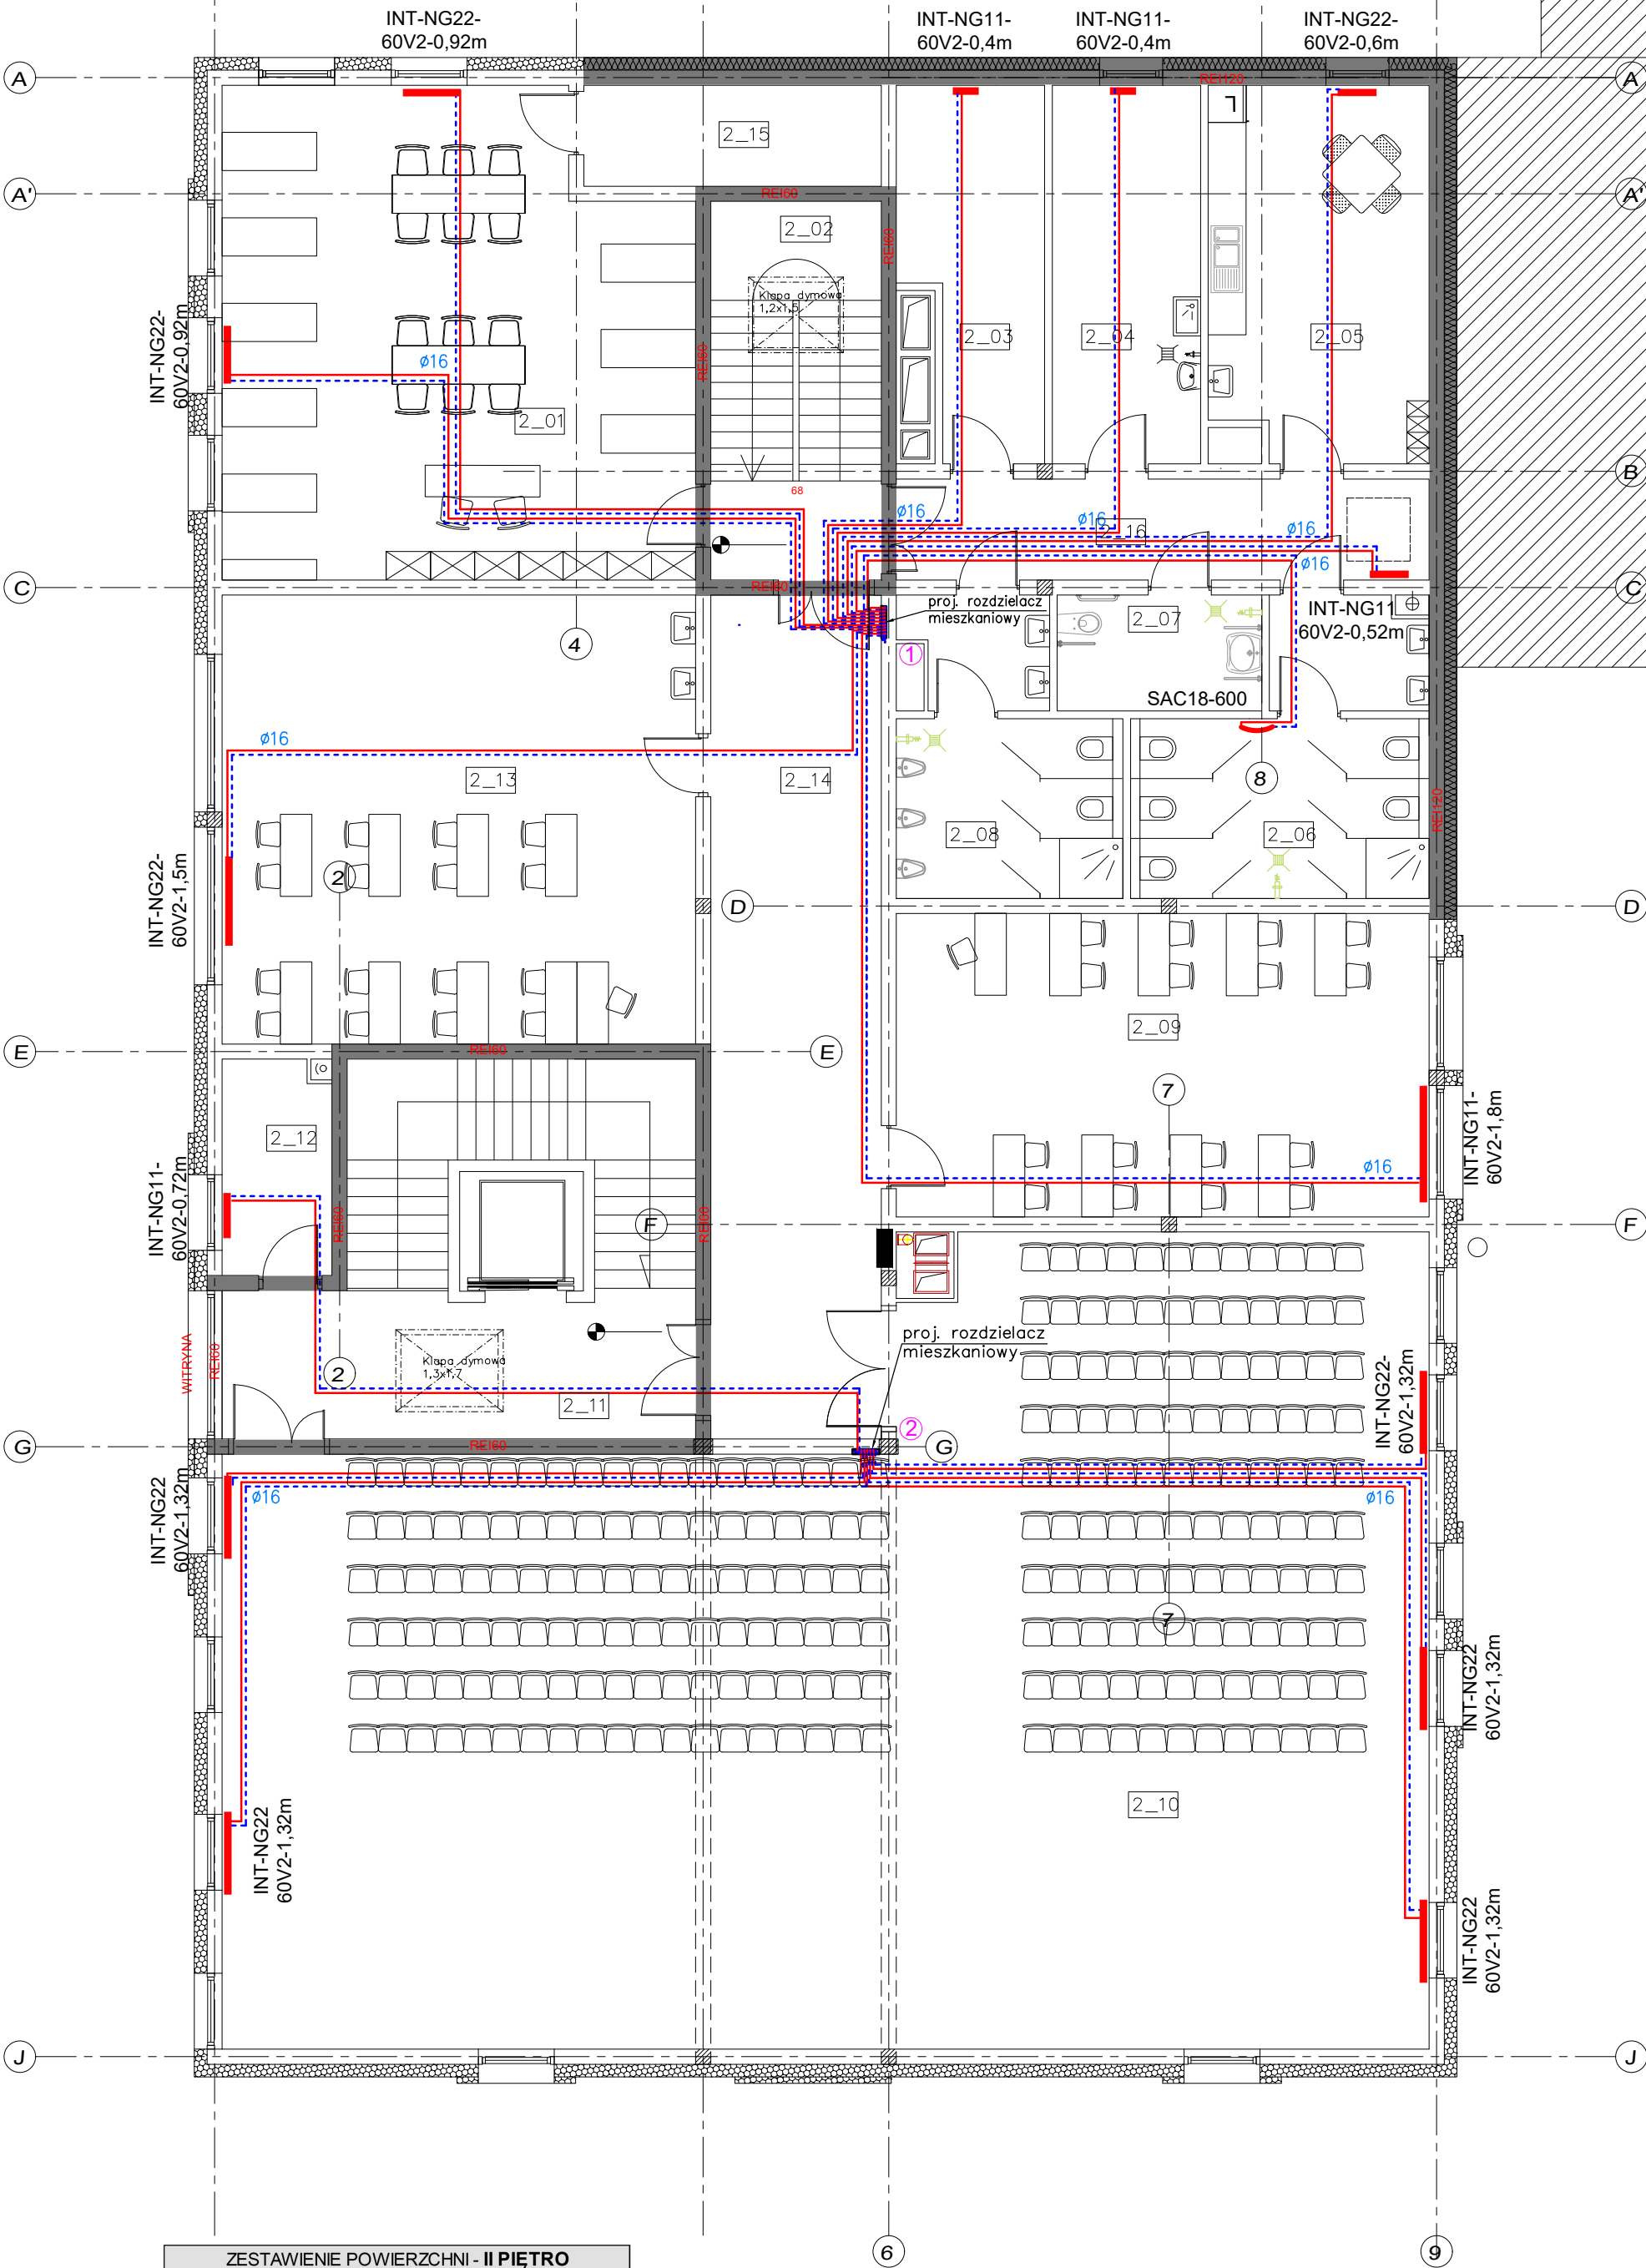 INT-NG22-
60V2-0,92m
INT-NG11-
60V2-0,4m
INT-NG11-
60V2-0,4m
INT-NG22-
60V2-0,6m
A
A
REI120
2_15
A'
A'
REI60
2_02
REI60
Klapa dymowa
1,2x1,5
INT-NG22-
60V2-0,92m
ø16
REI60
2_03
2_04
2_05
2_01
B
68
ø16
ø16
2_16
ø16
ø16
C
REI60
C
proj. rozdzielacz
mieszkaniowy
2_07
INT-NG11
60V2-0,52m
4
1
SAC18-600
ø16
2_13
2_14
8
2_08
2_06
REI120
INT-NG22-
60V2-1,5m
2
D
D
2_09
E
REI60
E
7
2_12
INT-NG11-
60V2-0,72m
INT-NG11-
60V2-1,8m
ø16
REI60
REI60
F
F
proj. rozdzielacz
mieszkaniowy
WITRYNA
REI60
Klapa dymowa
1,3x1,7
2
2_11
INT-NG22-
60V2-1,32m
2
G
REI60
G
INT-NG22
60V2-1,32m
ø16
ø16
7
INT-NG22
60V2-1,32m
2_10
INT-NG22
60V2-1,32m
INT-NG22
60V2-1,32m
J
J
6
9
ZESTAWIENIE POWIERZCHNI - II PIĘTRO